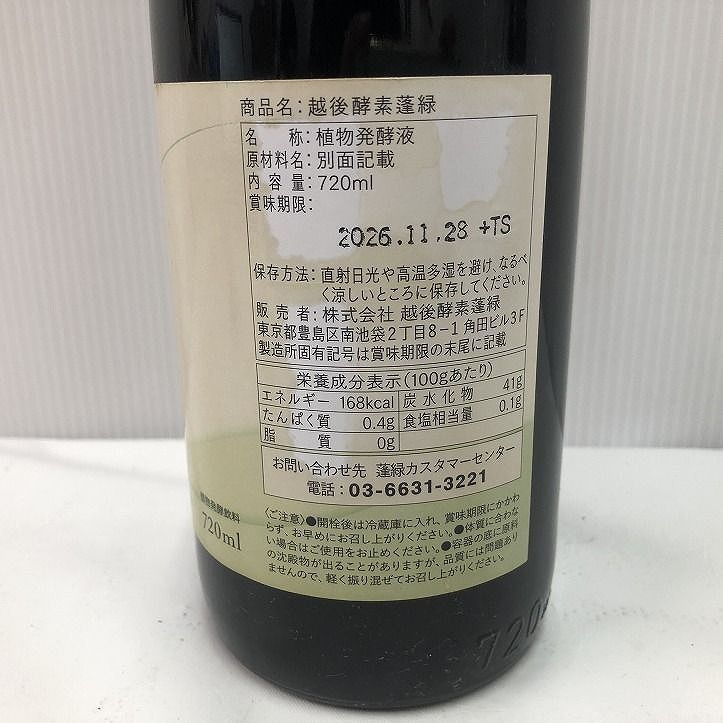 商品名：越後酵素蓬緑
名　　称：植物発酵液
原材料名：別面記載
内容量：720ml
賞味期限：
2026.11.28 +TS
保存方法：直射日光や高温多湿を避け、なるべ
く涼しいところに保存してください。
販売者：株式会社 越後酵素蓬緑
東京都豊島区南池袋2丁目8-1 角田ビル3F
製造所固有記号は賞味期限の末尾に記載
栄養成分表示(100gあたり)
エネルギー 168kcal 炭水化物 41g
たんぱく質 0.4g 食塩相当量 0.1g
脂　　質 0g
お問い合わせ先 蓬緑カスタマーセンター
電話：03-6631-3221
〈ご注意〉●開栓後は冷蔵庫に入れ、賞味期限にかかわ
らず、お早めにお召し上がりください。●体質に合わな
い場合はご使用をお止めください。●容器の底に原料
の沈殿物が出ることがありますが、品質には問題あり
ませんので、軽く振り混ぜてお召し上がりください。
植物発酵飲料
720ml
720